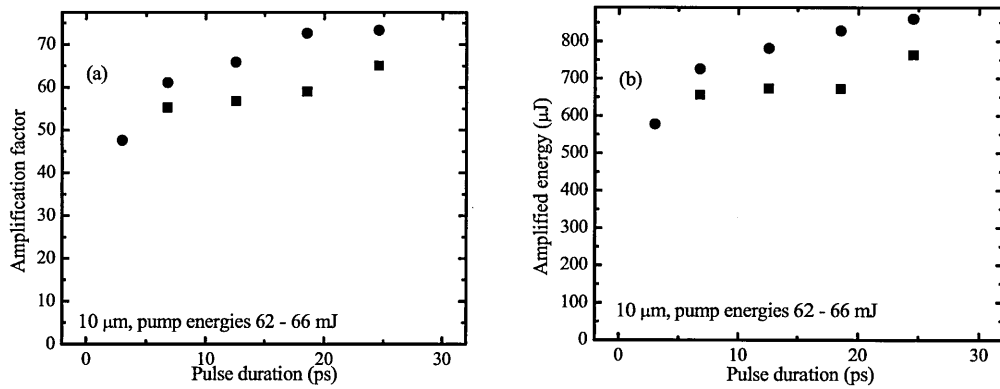 70
60
50
40
30
20
10
0
Amplification factor
(a)
10 μm, pump energies 62 - 66 mJ
0 10 20 30
Pulse duration (ps)
800
700
600
500
400
300
200
100
0
Amplified energy (μJ)
(b)
10 μm, pump energies 62 - 66 mJ
0 10 20 30
Pulse duration (ps)